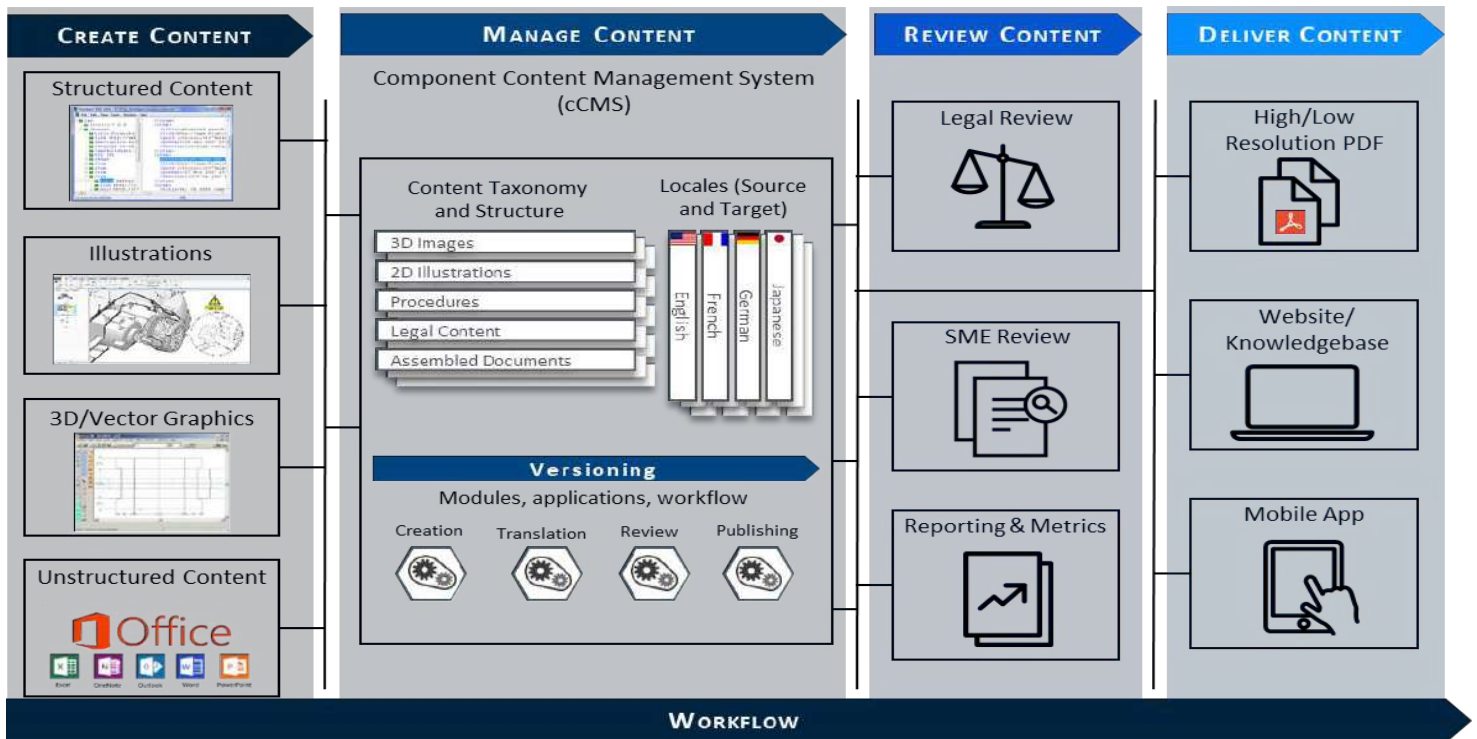 CREATE CONTENT
Structured Content
Illustrations
3D/Vector Graphics
Unstructured Content
Office
Excel
OneNote
Outlook
Word
PowerPoint
MANAGE CONTENT
Component Content Management System
(cCMS)
Content Taxonomy
and Structure
3D Images
2D Illustrations
Procedures
Legal Content
Assembled Documents
Locales (Source
and Target)
English
French
German
Japanese
Versioning
Modules, applications, workflow
Creation
Translation
Review
Publishing
REVIEW CONTENT
Legal Review
SME Review
Reporting & Metrics
DELIVER CONTENT
High/Low
Resolution PDF
Website/
Knowledgebase
Mobile App
WORKFLOW